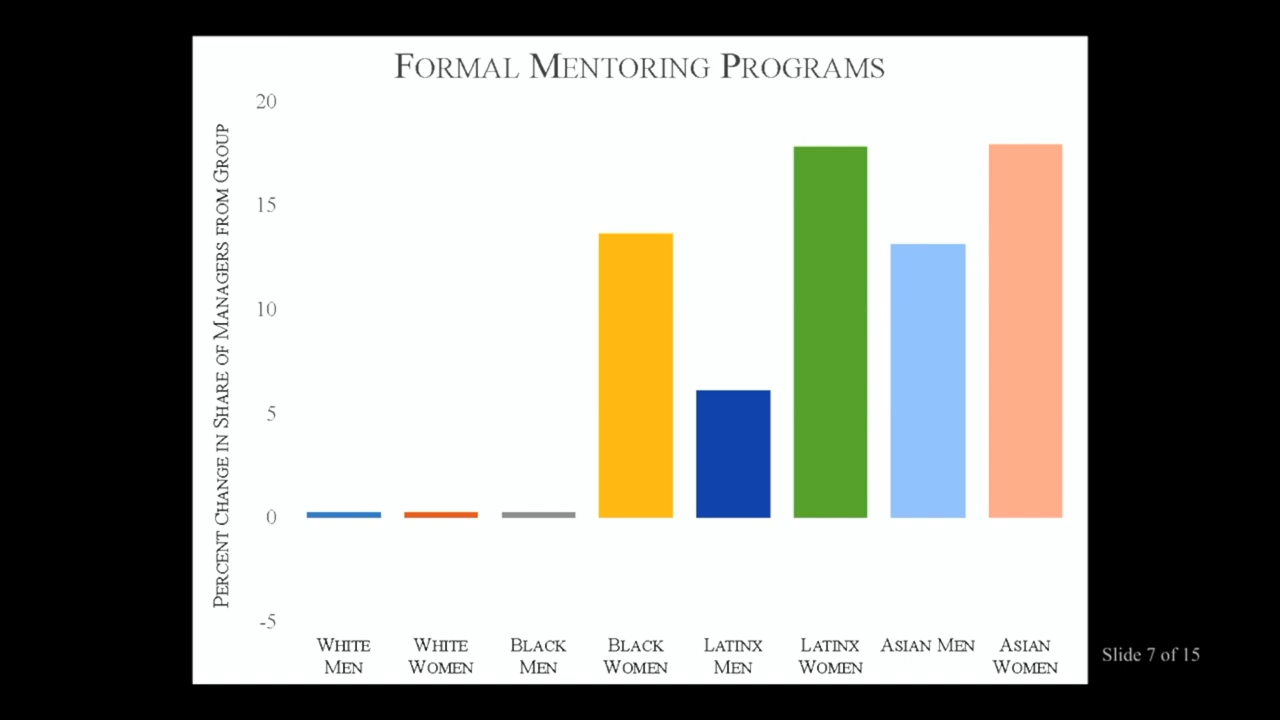 FORMAL MENTORING PROGRAMS
PERCENT CHANGE IN SHARE OF MANAGERS FROM GROUP
20
15
10
5
0
-5
WHITE MEN
WHITE WOMEN
BLACK MEN
BLACK WOMEN
LATINX MEN
LATINX WOMEN
ASIAN MEN
ASIAN WOMEN
Slide 7 of 15